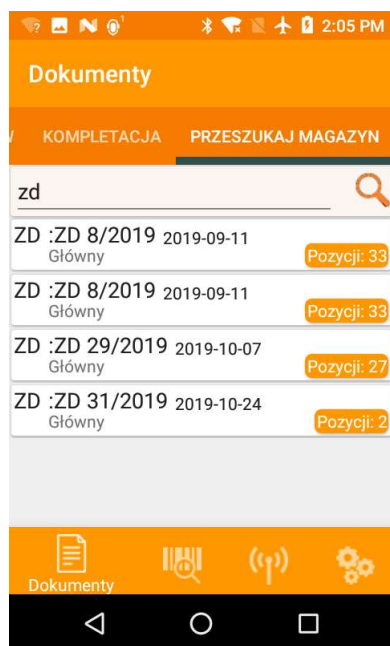 2:05 PM
Dokumenty
KOMPLETACJA PRZESZUKAJ MAGAZYN
zd
ZD :ZD 8/2019 2019-09-11
Główny Pozycji: 33
ZD :ZD 8/2019 2019-09-11
Główny Pozycji: 33
ZD :ZD 29/2019 2019-10-07
Główny Pozycji: 27
ZD :ZD 31/2019 2019-10-24
Główny Pozycji: 2
Dokumenty